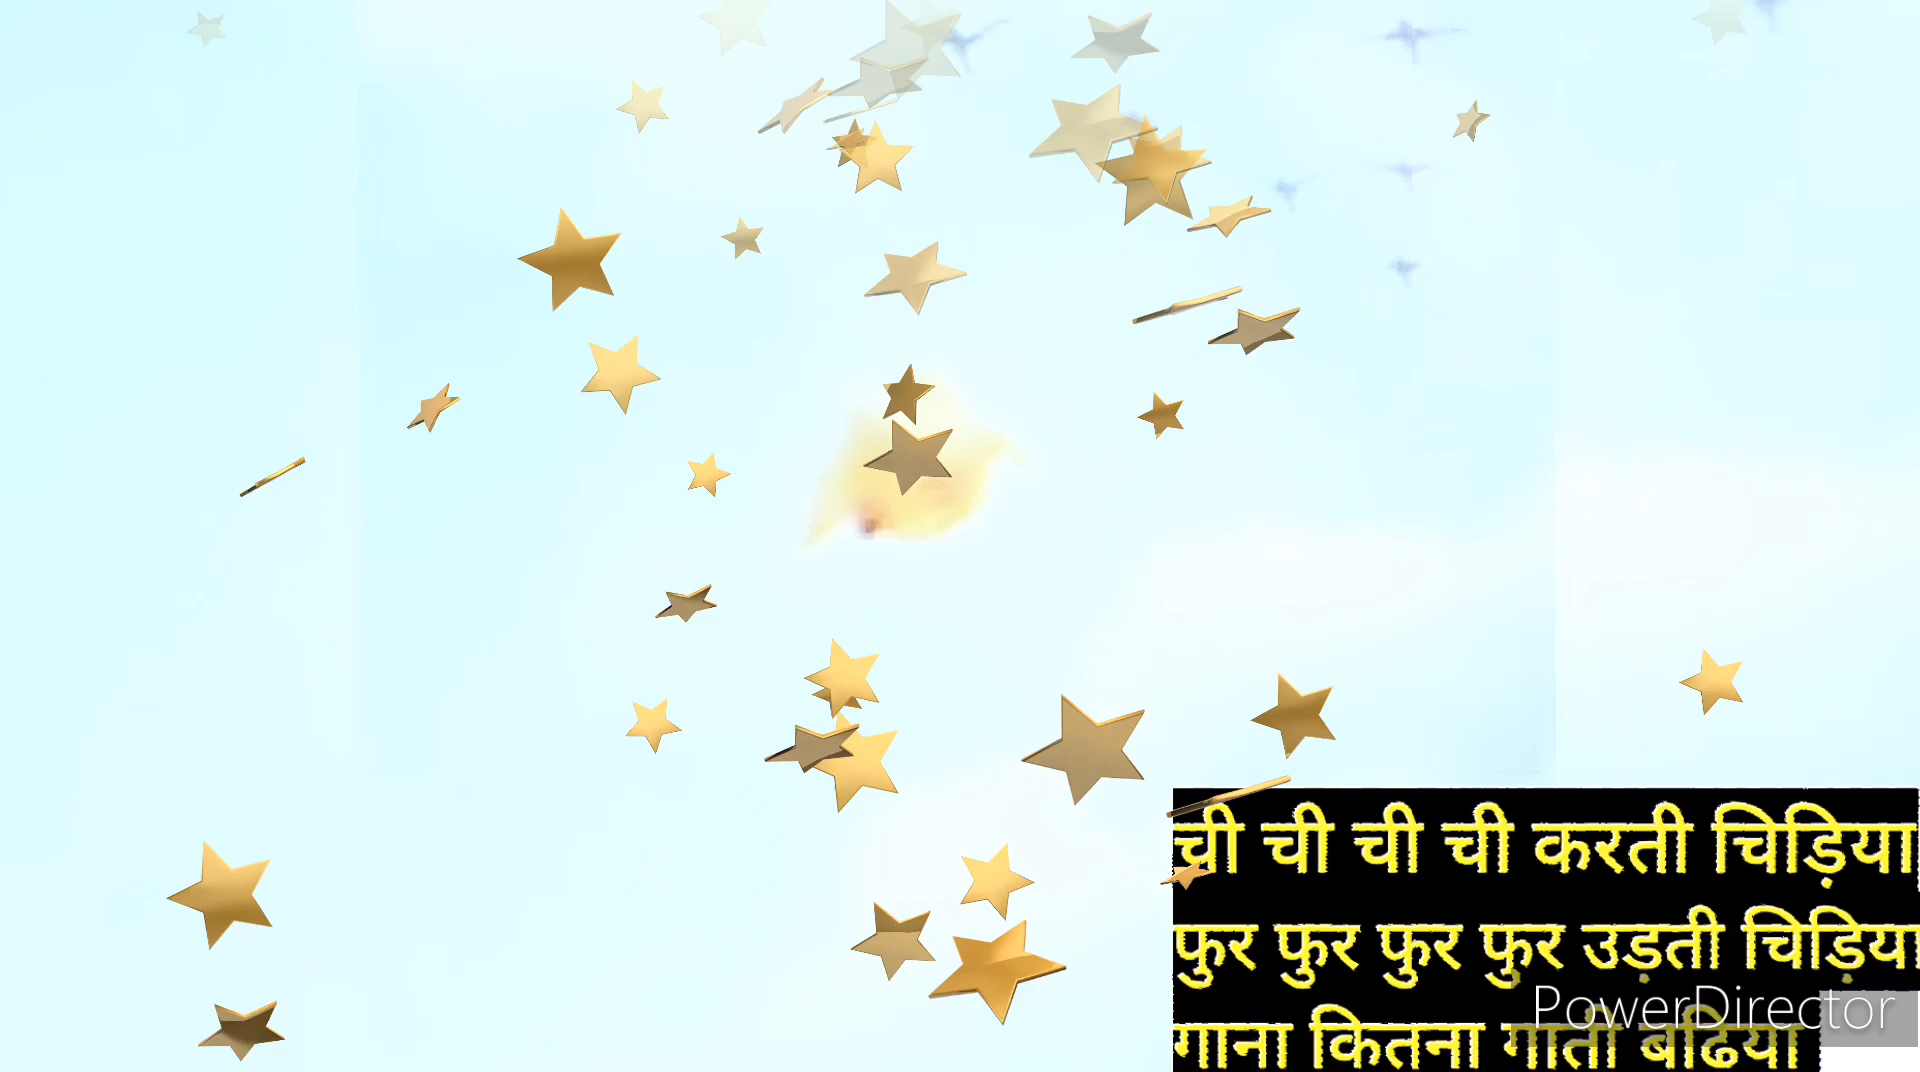 ची ची ची ची करती चिड़िया
फुर फुर फुर फुर उड़ती चिड़िया
गाना कितना गाती बढिया
PowerDirector